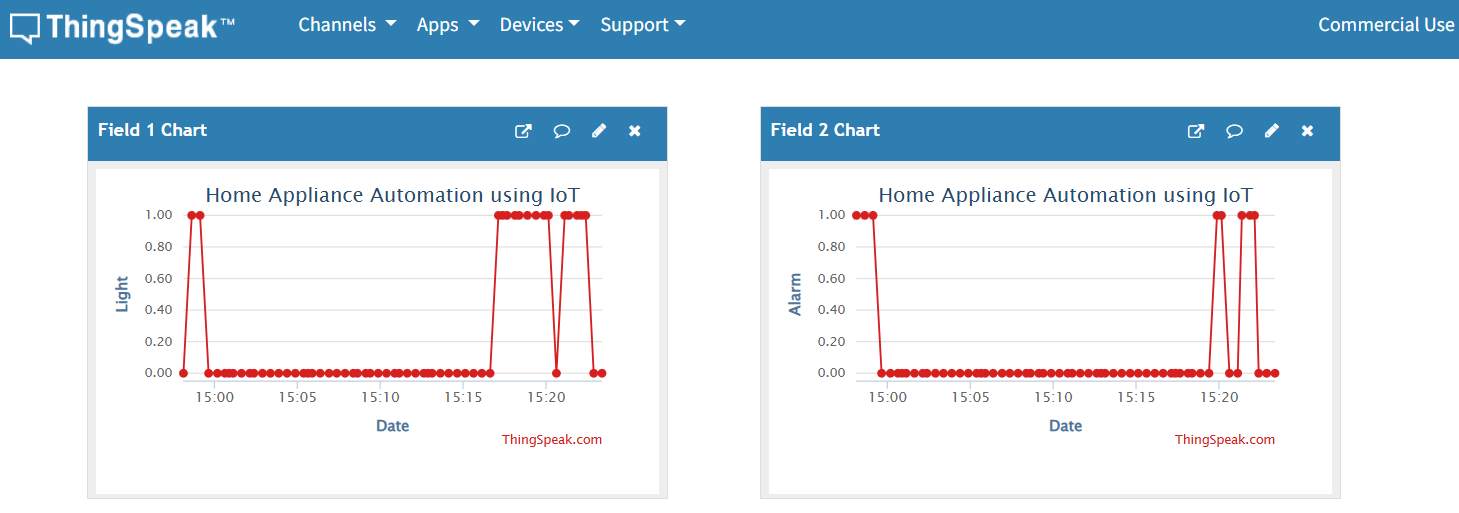 ThingSpeak™ Channels Apps Devices Support Commercial Use
Field 1 Chart
Home Appliance Automation using IoT
1.00
0.80
0.60
0.40
0.20
0.00
Light
15:00 15:05 15:10 15:15 15:20
Date
ThingSpeak.com
Field 2 Chart
Home Appliance Automation using IoT
1.00
0.80
0.60
0.40
0.20
0.00
Alarm
15:00 15:05 15:10 15:15 15:20
Date
ThingSpeak.com